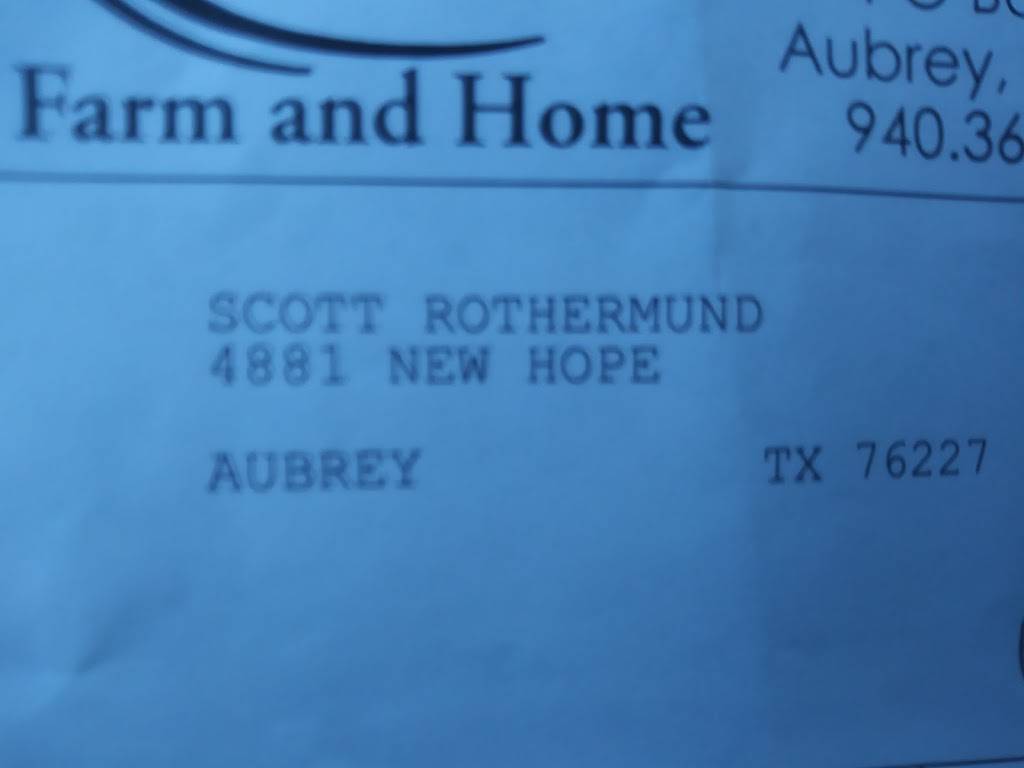 Farm and Home
Aubrey,
940.36
SCOTT ROTHERMUND
4881 NEW HOPE
AUBREY TX 76227